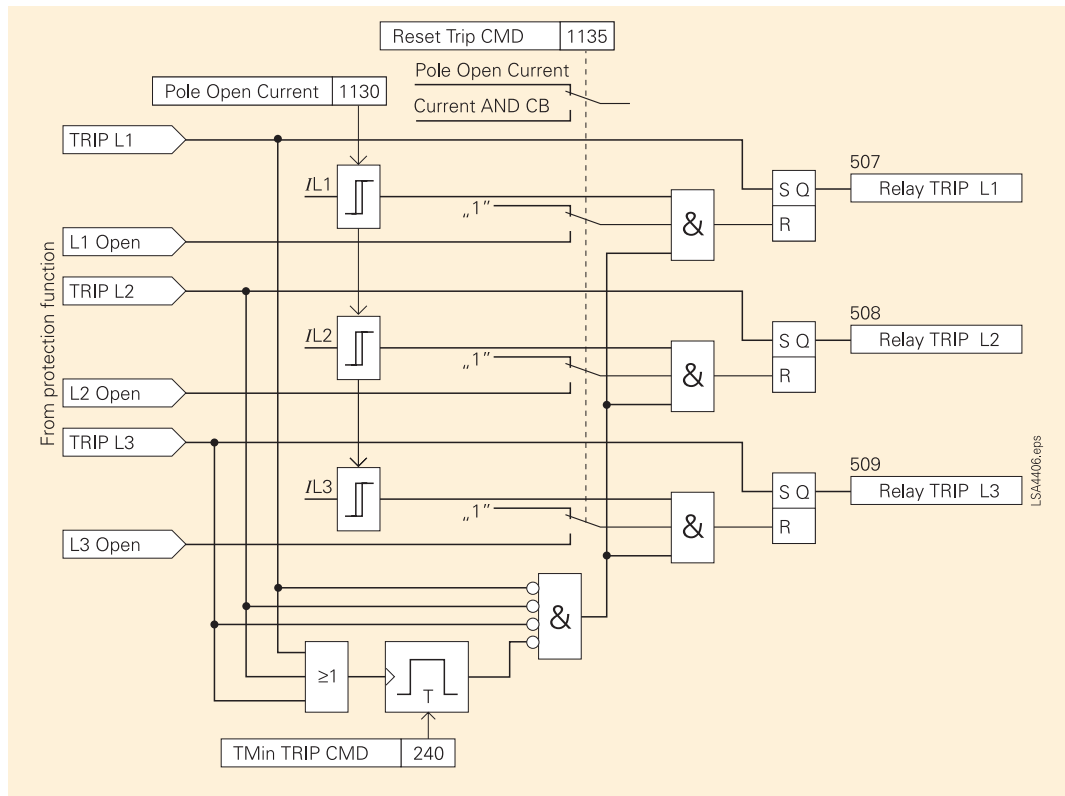 Reset Trip CMD 1135
Pole Open Current
Current AND CB
Pole Open Current 1130
From protection function
TRIP L1
IL1
„1”
L1 Open
&
S Q
R
507
Relay TRIP L1
TRIP L2
IL2
„1”
L2 Open
&
S Q
R
508
Relay TRIP L2
TRIP L3
IL3
„1”
L3 Open
&
S Q
R
509
Relay TRIP L3
&
≥1
T
TMin TRIP CMD 240
LSA4406.eps